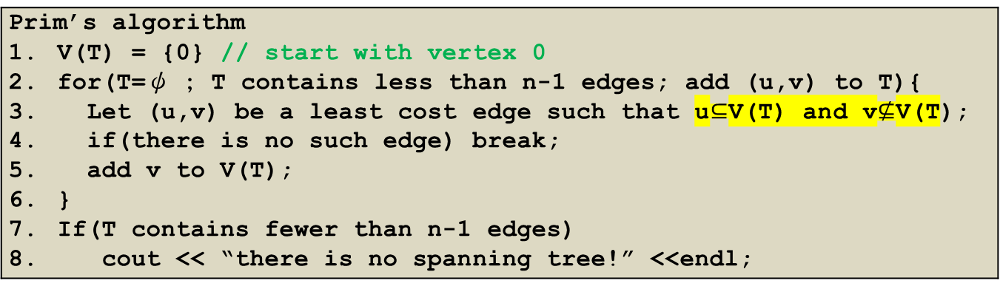 Prim’s algorithm
1. V(T) = {0} // start with vertex 0
2. for(T=ϕ ; T contains less than n-1 edges; add (u,v) to T){
3. Let (u,v) be a least cost edge such that u⊆V(T) and v⊈V(T);
4. if(there is no such edge) break;
5. add v to V(T);
6. }
7. If(T contains fewer than n-1 edges)
8. cout << “there is no spanning tree!” <<endl;